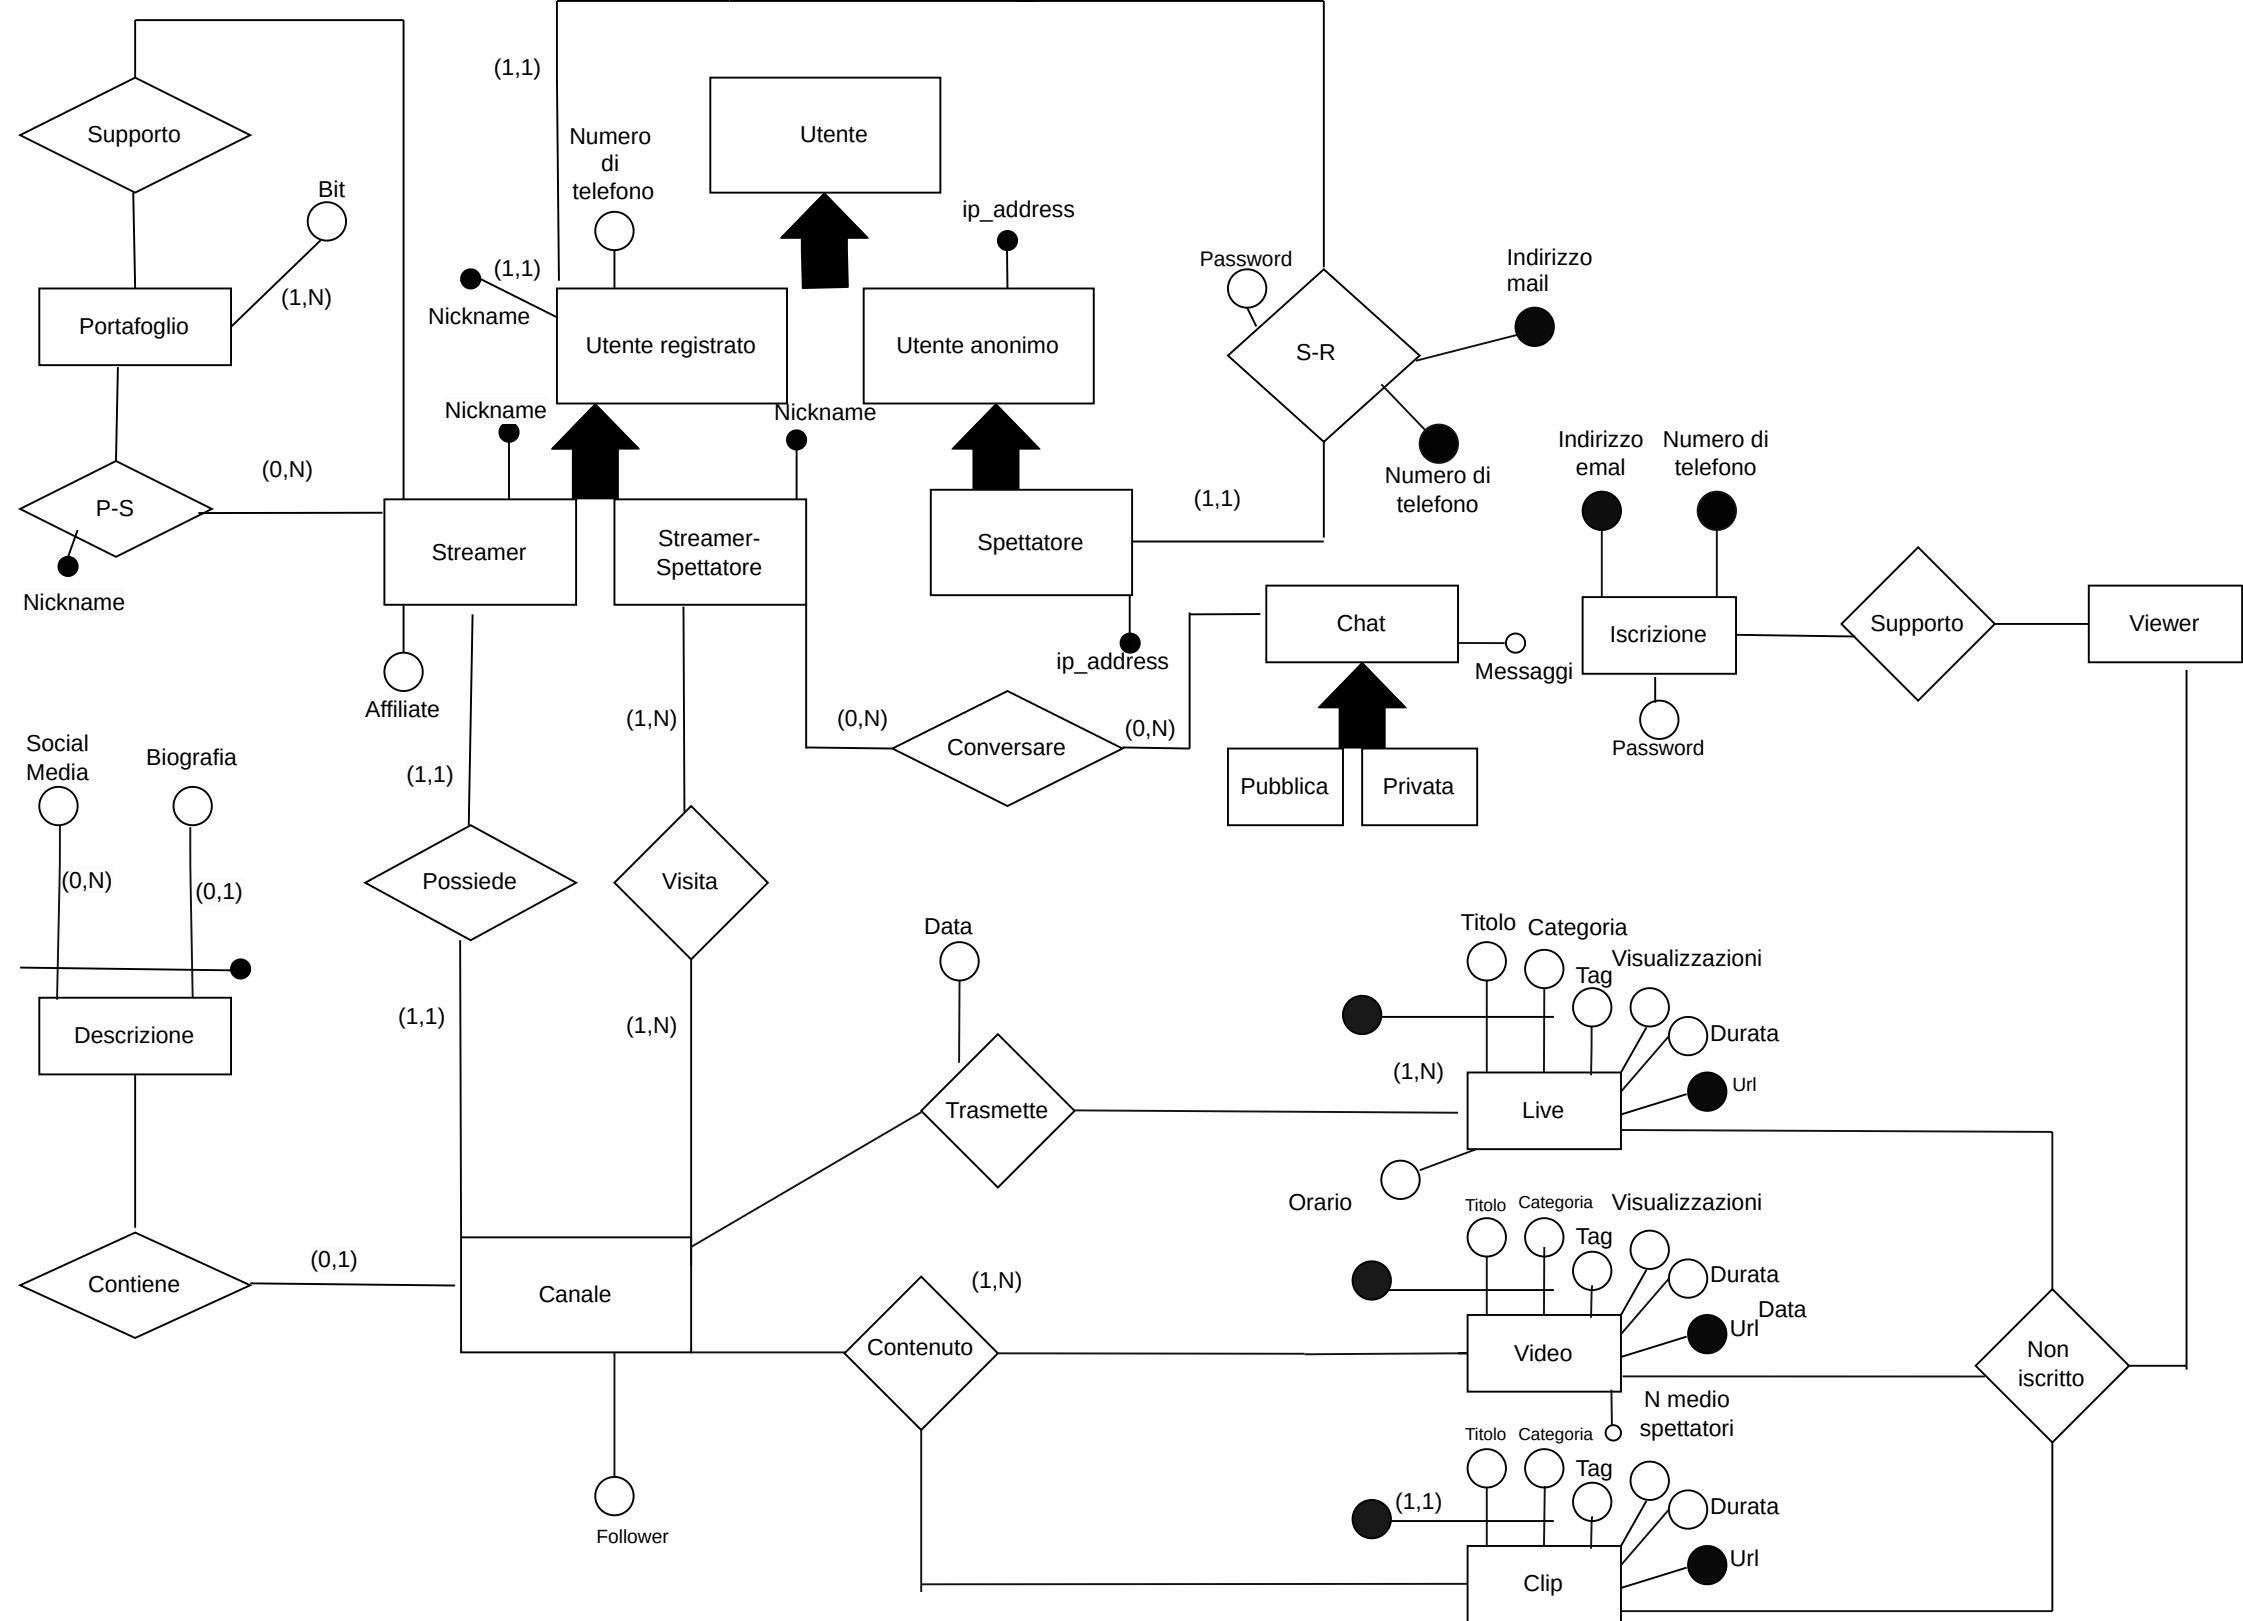 (1,1)
Utente
Supporto
Numero
di
telefono
Bit
ip_address
Password
Indirizzo
mail
(1,1)
(1,N)
Nickname
Portafoglio
Utente registrato
Utente anonimo
S-R
Nickname
Nickname
(0,N)
P-S
(1,1)
Numero di
telefono
Indirizzo
emal
Numero di
telefono
Streamer
Streamer-
Spettatore
Spettatore
Nickname
Chat
Iscrizione
Supporto
Viewer
ip_address
Messaggi
Affiliate
(1,N)
(0,N)
(0,N)
Conversare
Password
Social
Media
Biografia
(1,1)
Pubblica
Privata
(0,N)
(0,1)
Possiede
Visita
Data
Titolo
Categoria
Visualizzazioni
Tag
(1,1)
(1,N)
Descrizione
Durata
(1,N)
Url
Trasmette
Live
Orario
Titolo
Categoria
Visualizzazioni
Tag
(0,1)
Contiene
Canale
(1,N)
Durata
Data
Url
Contenuto
Video
Non
iscritto
N medio
spettatori
Titolo
Categoria
Tag
(1,1)
Durata
Follower
Url
Clip